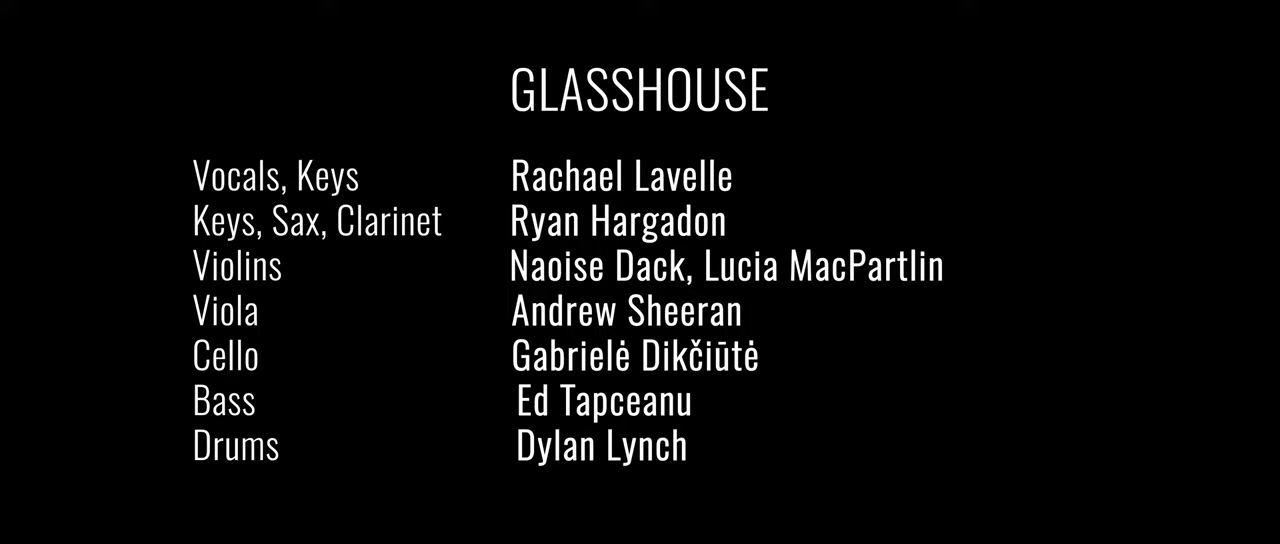 GLASSHOUSE
Vocals, Keys Rachael Lavelle
Keys, Sax, Clarinet Ryan Hargadon
Violins Naoise Dack, Lucia MacPartlin
Viola Andrew Sheeran
Cello Gabrielė Dikčiūtė
Bass Ed Tapceanu
Drums Dylan Lynch